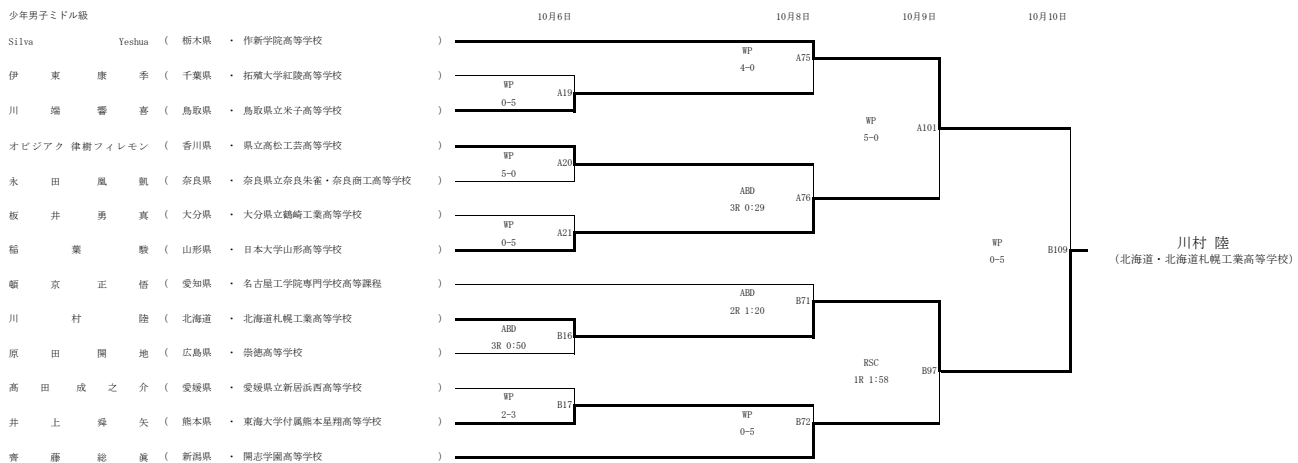 少年男子ミドル級 10月6日 10月8日 10月9日 10月10日
Silva Yeshua ( 栃木県 ・ 作新学院高等学校 )
WP
4-0
A75
伊東康季 ( 千葉県 ・ 拓殖大学紅陵高等学校 )
WP
0-5
A19
川端響喜 ( 鳥取県 ・ 鳥取県立米子高等学校 )
WP
5-0
A101
オビジアク 律樹フィレモン ( 香川県 ・ 県立高松工芸高等学校 )
WP
5-0
A20
永田凰凱 ( 奈良県 ・ 奈良県立奈良朱雀・奈良商工高等学校 )
ABD
3R 0:29
A76
板井勇真 ( 大分県 ・ 大分県立鶴崎工業高等学校 )
WP
0-5
A21
稲葉駿 ( 山形県 ・ 日本大学山形高等学校 )
WP
0-5
B109
川村 陸
(北海道・北海道札幌工業高等学校)
頓京正悟 ( 愛知県 ・ 名古屋工学院専門学校高等課程 )
ABD
2R 1:20
B71
川村陸 ( 北海道 ・ 北海道札幌工業高等学校 )
ABD
3R 0:50
B16
原田開地 ( 広島県 ・ 崇徳高等学校 )
RSC
1R 1:58
B97
髙田成之介 ( 愛媛県 ・ 愛媛県立新居浜西高等学校 )
WP
2-3
B17
井上舜矢 ( 熊本県 ・ 東海大学付属熊本星翔高等学校 )
WP
0-5
B72
齊藤総眞 ( 新潟県 ・ 開志学園高等学校 )